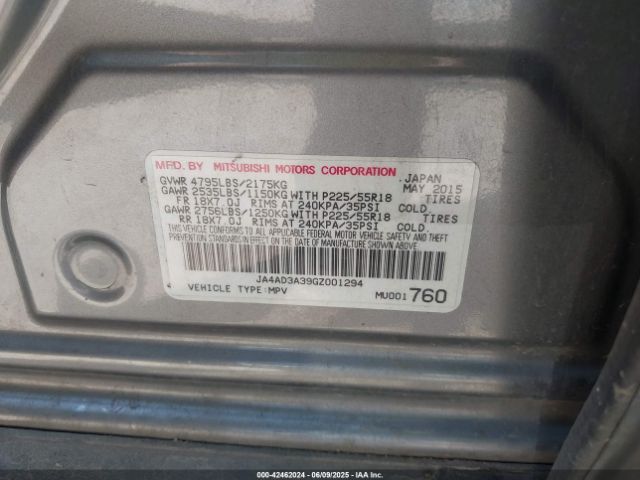 MFD. BY MITSUBISHI MOTORS CORPORATION JAPAN
GVWR 4795LBS/2175KG MAY 2015
GAWR 2535LBS/1150KG WITH P225/55R18 TIRES
FR 18X7.0J RIMS AT 240KPA/35PSI COLD
GAWR 2756LBS/1250KG WITH P225/55R18 TIRES
RR 18X7.0J RIMS AT 240KPA/35PSI COLD.
THIS VEHICLE CONFORMS TO ALL APPLICABLE FEDERAL MOTOR VEHICLE SAFETY AND THEFT
PREVENTION STANDARDS IN EFFECT ON THE DATE OF MANUFACTURE SHOWN ABOVE.
JA4AD3A39GZ001294
VEHICLE TYPE:MPV MU001760
000-42462024 | 06/09/2025 - IAAI.COM